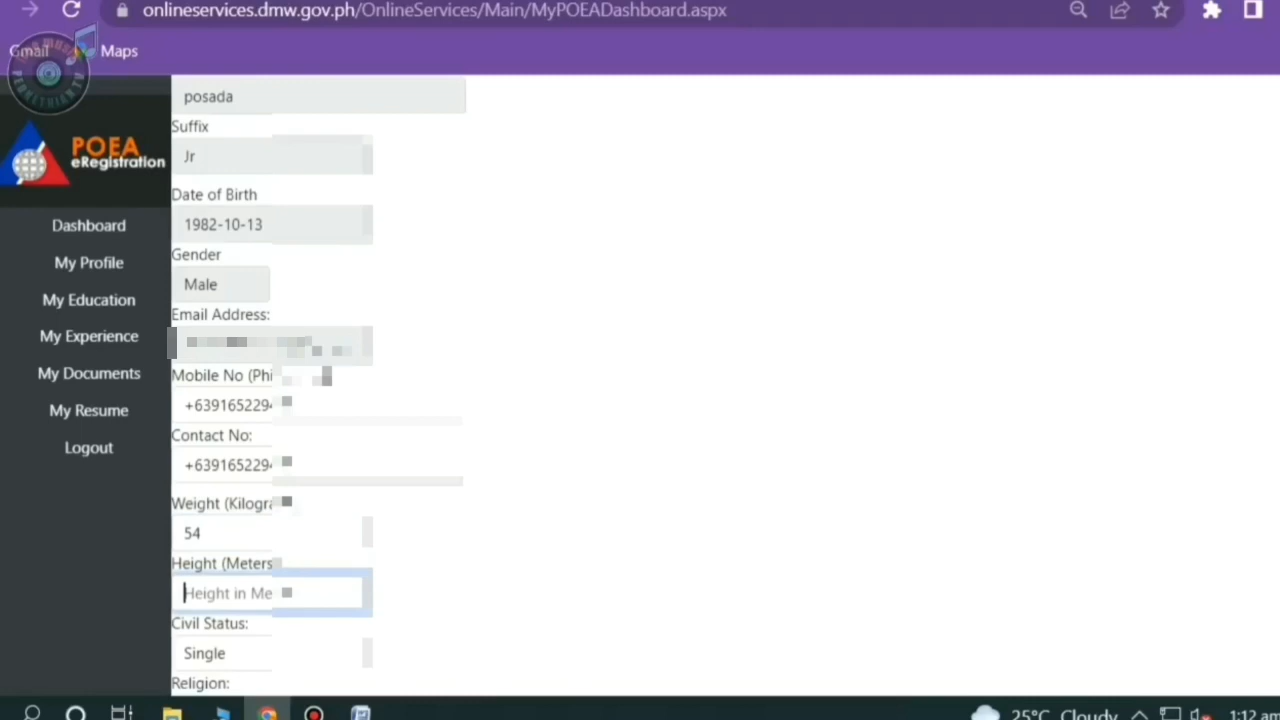 onlineservices.dmw.gov.ph/OnlineServices/Main/MyPOEADashboard.aspx
Gmail
Maps
POEA
eRegistration
Dashboard
My Profile
My Education
My Experience
My Documents
My Resume
Logout
posada
Suffix
Jr
Date of Birth
1982-10-13
Gender
Male
Email Address:
Mobile No (Phi
+639165229
Contact No:
+639165229
Weight (Kilogra
54
Height (Meters
Height in Me
Civil Status:
Single
Religion:
25°C Cloudy
1:12 am